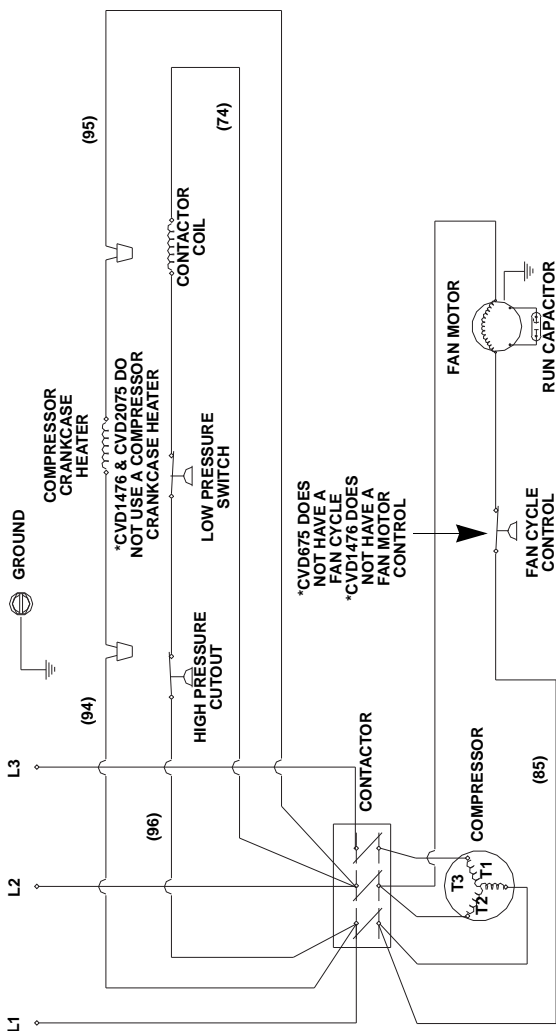 L1
L2
L3
GROUND
(94)
(95)
COMPRESSOR
CRANKCASE
HEATER
*CVD1476 & CVD2075 DO
NOT USE A COMPRESSOR
CRANKCASE HEATER
(96)
HIGH PRESSURE
CUTOUT
LOW PRESSURE
SWITCH
CONTACTOR
COIL
(74)
CONTACTOR
*CVD675 DOES
NOT HAVE A
FAN CYCLE
*CVD1476 DOES
NOT HAVE A
FAN MOTOR
CONTROL
COMPRESSOR
T3
T2
T1
(85)
FAN CYCLE
CONTROL
FAN MOTOR
RUN CAPACITOR